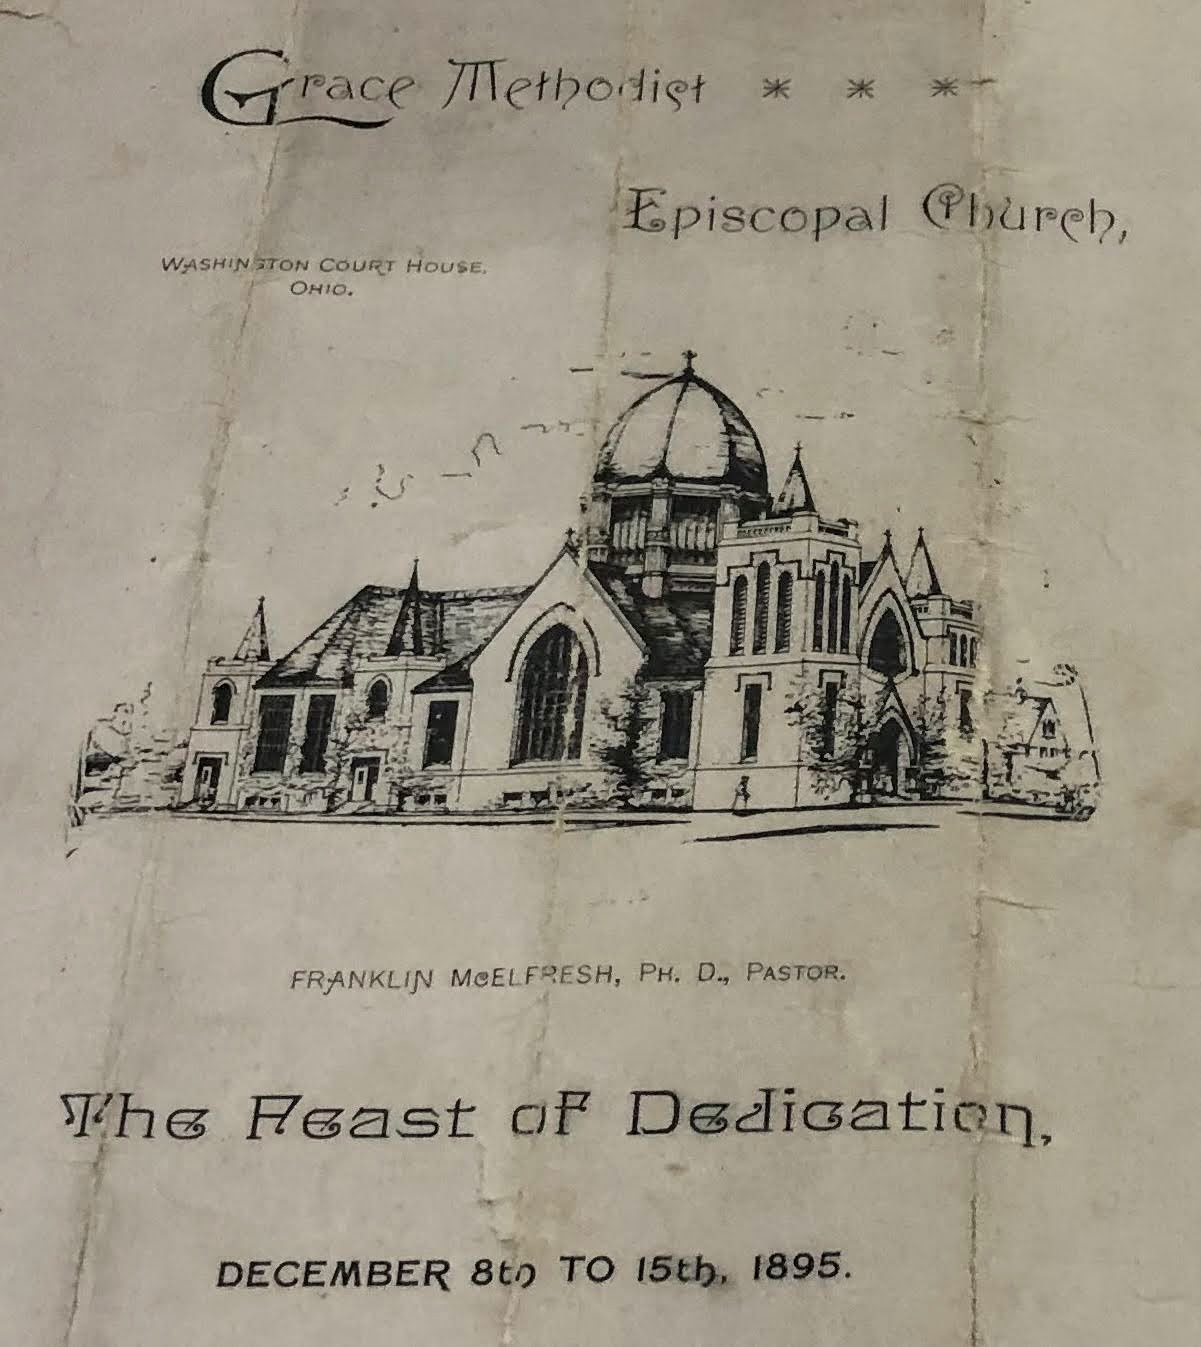 Grace Methodist * * *
Episcopal Church,
WASHINGTON COURT HOUSE,
OHIO.
FRANKLIN McELFRESH, PH. D., PASTOR.
The Feast of Dedication,
DECEMBER 8th TO 15th, 1895.